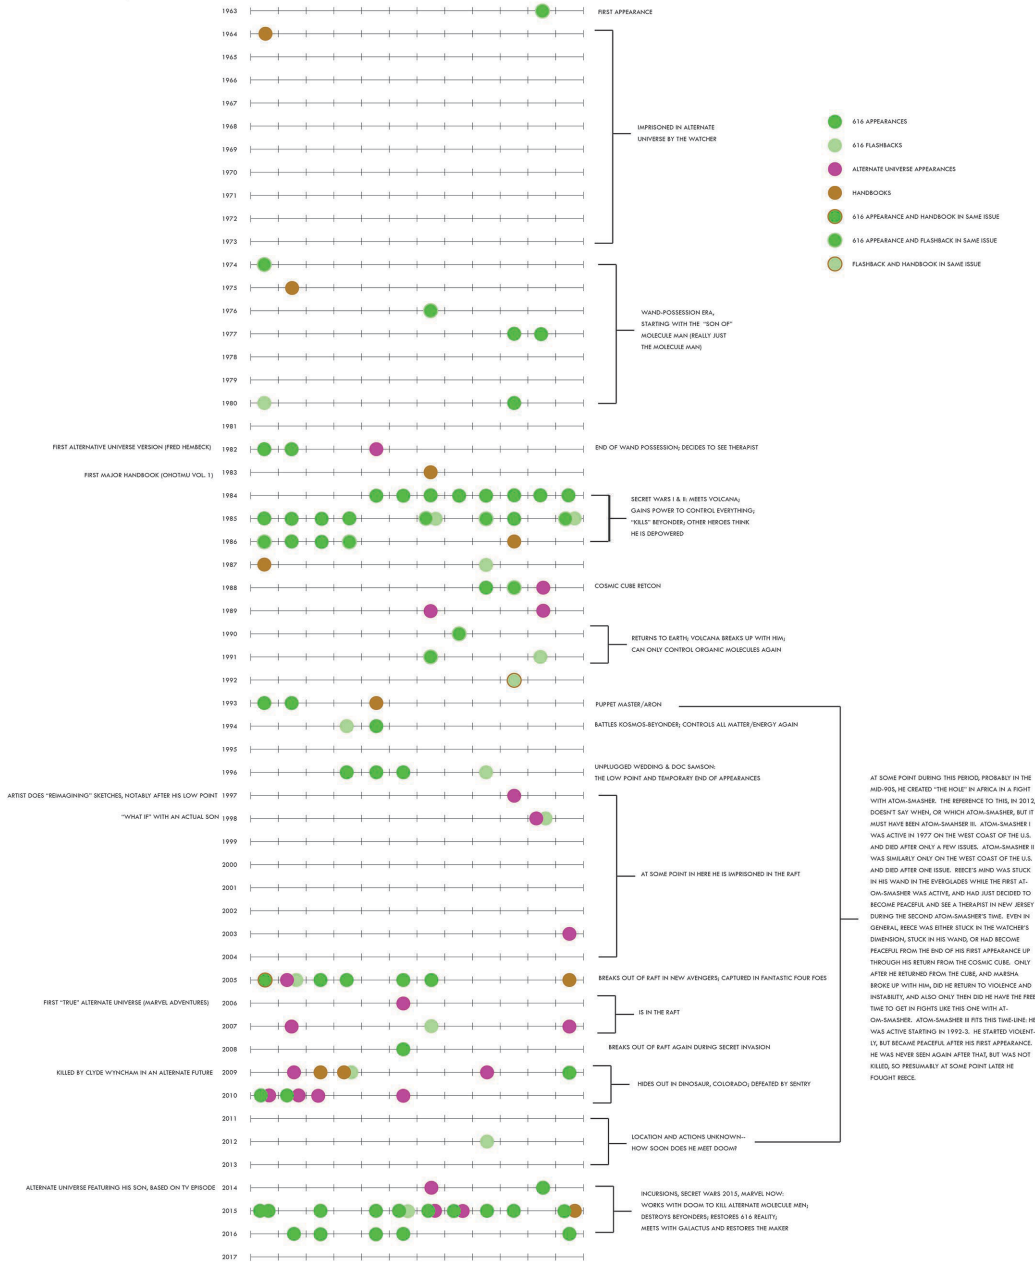 1963
FIRST APPEARANCE
1964
1965
1966
1967
1968
IMPRISONED IN ALTERNATE
UNIVERSE BY THE WATCHER
1969
1970
1971
1972
1973
616 APPEARANCES
616 FLASHBACKS
ALTERNATE UNIVERSE APPEARANCES
HANDBOOKS
616 APPEARANCE AND HANDBOOK IN SAME ISSUE
616 APPEARANCE AND FLASHBACK IN SAME ISSUE
FLASHBACK AND HANDBOOK IN SAME ISSUE
1974
1975
1976
WAND-POSSESSION ERA,
STARTING WITH THE "SON OF"
MOLECULE MAN (REALLY JUST
THE MOLECULE MAN)
1977
1978
1979
1980
1981
FIRST ALTERNATIVE UNIVERSE VERSION (FRED HEMBECK)
1982
END OF WAND POSSESSION; DECIDES TO SEE THERAPIST
FIRST MAJOR HANDBOOK (OHOTMU VOL. 1)
1983
1984
1985
SECRET WARS I & II: MEETS VOLCANA;
GAINS POWER TO CONTROL EVERYTHING;
"KILLS" BEYONDER; OTHER HEROES THINK
HE IS DEPOWERED
1986
1987
1988
COSMIC CUBE RETCON
1989
1990
RETURNS TO EARTH; VOLCANA BREAKS UP WITH HIM;
CAN ONLY CONTROL ORGANIC MOLECULES AGAIN
1991
1992
1993
PUPPET MASTER/ARON
1994
BATTLES KOSMOS-BEYONDER; CONTROLS ALL MATTER/ENERGY AGAIN
1995
1996
UNPLUGGED WEDDING & DOC SAMSON:
THE LOW POINT AND TEMPORARY END OF APPEARANCES
ARTIST DOES "REIMAGINING" SKETCHES, NOTABLY AFTER HIS LOW POINT
1997
"WHAT IF" WITH AN ACTUAL SON
1998
1999
2000
AT SOME POINT IN HERE HE IS IMPRISONED IN THE RAFT
2001
2002
2003
2004
2005
BREAKS OUT OF RAFT IN NEW AVENGERS; CAPTURED IN FANTASTIC FOUR FOES
FIRST "TRUE" ALTERNATE UNIVERSE (MARVEL ADVENTURES)
2006
IS IN THE RAFT
2007
2008
BREAKS OUT OF RAFT AGAIN DURING SECRET INVASION
KILLED BY CLYDE WYNCHAM IN AN ALTERNATE FUTURE
2009
HIDES OUT IN DINOSAUR, COLORADO; DEFEATED BY SENTRY
2010
2011
2012
LOCATION AND ACTIONS UNKNOWN--
HOW SOON DOES HE MEET DOOM?
2013
ALTERNATE UNIVERSE FEATURING HIS SON, BASED ON TV EPISODE
2014
2015
INCURSIONS, SECRET WARS 2015, MARVEL NOW:
WORKS WITH DOOM TO KILL ALTERNATE MOLECULE MEN;
DESTROYS BEYONDERS; RESTORES 616 REALITY;
MEETS WITH GALACTUS AND RESTORES THE MAKER
2016
2017
AT SOME POINT DURING THIS PERIOD, PROBABLY IN THE
MID-90S, HE CREATED "THE HOLE" IN AFRICA IN A FIGHT
WITH ATOM-SMASHER. THE REFERENCE TO THIS, IN 2012,
DOESN'T SAY WHEN, OR WHICH ATOM-SMASHER, BUT IT
MUST HAVE BEEN ATOM-SMAHSER III. ATOM-SMASHER I
WAS ACTIVE IN 1977 ON THE WEST COAST OF THE U.S.
AND DIED AFTER ONLY A FEW ISSUES. ATOM-SMASHER II
WAS SIMILARLY ONLY ON THE WEST COAST OF THE U.S.
AND DIED AFTER ONE ISSUE. REECE'S MIND WAS STUCK
IN HIS WAND IN THE EVERGLADES WHILE THE FIRST AT-
OM-SMASHER WAS ACTIVE, AND HAD JUST DECIDED TO
BECOME PEACEFUL AND SEE A THERAPIST IN NEW JERSEY
DURING THE SECOND ATOM-SMASHER'S TIME. EVEN IN
GENERAL, REECE WAS EITHER STUCK IN THE WATCHER'S
DIMENSION, STUCK IN HIS WAND, OR HAD BECOME
PEACEFUL FROM THE END OF HIS FIRST APPEARANCE UP
THROUGH HIS RETURN FROM THE COSMIC CUBE. ONLY
AFTER HE RETURNED FROM THE CUBE, AND MARSHA
BROKE UP WITH HIM, DID HE RETURN TO VIOLENCE AND
INSTABILITY, AND ALSO ONLY THEN DID HE HAVE THE FREE
TIME TO GET IN FIGHTS LIKE THIS ONE WITH AT-
OM-SMASHER. ATOM-SMASHER III FITS THIS TIME-LINE: HE
WAS ACTIVE STARTING IN 1992-3. HE STARTED VIOLENT-
LY, BUT BECAME PEACEFUL AFTER HIS FIRST APPEARANCE.
HE WAS NEVER SEEN AGAIN AFTER THAT, BUT WAS NOT
KILLED, SO PRESUMABLY AT SOME POINT LATER HE
FOUGHT REECE.